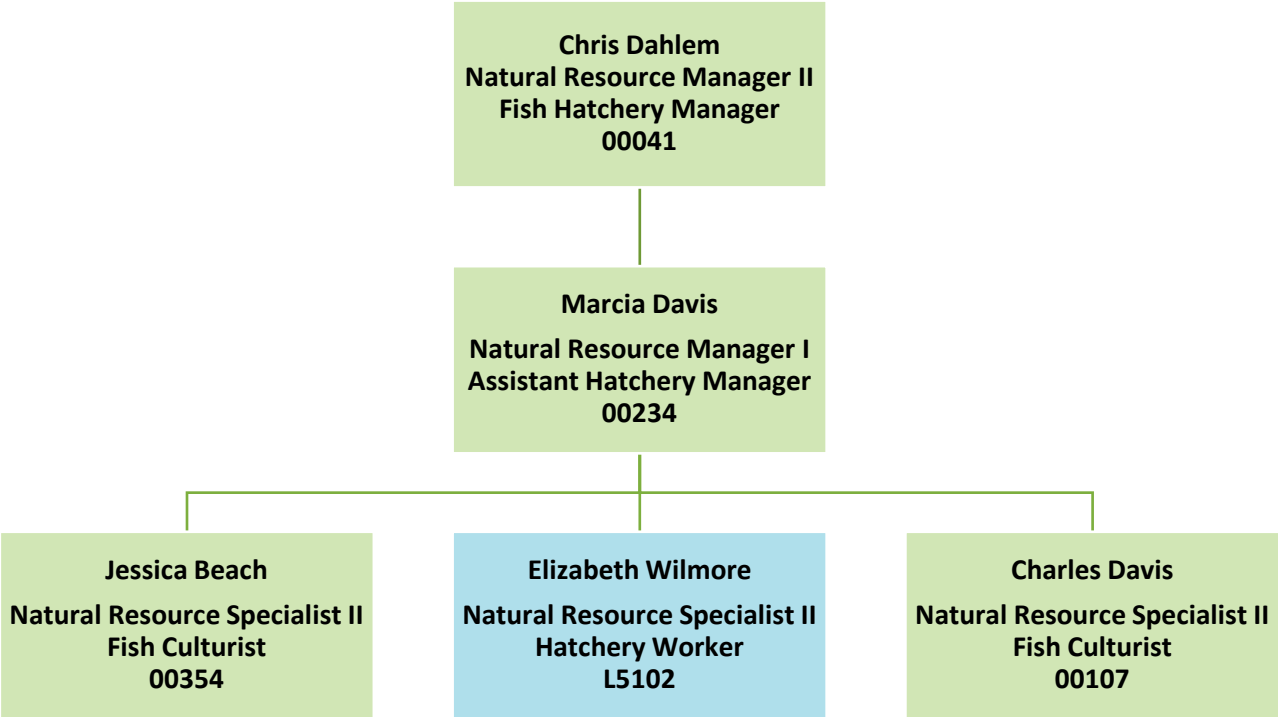 Chris Dahlem
Natural Resource Manager II
Fish Hatchery Manager
00041
Marcia Davis
Natural Resource Manager I
Assistant Hatchery Manager
00234
Jessica Beach
Natural Resource Specialist II
Fish Culturist
00354
Elizabeth Wilmore
Natural Resource Specialist II
Hatchery Worker
L5102
Charles Davis
Natural Resource Specialist II
Fish Culturist
00107